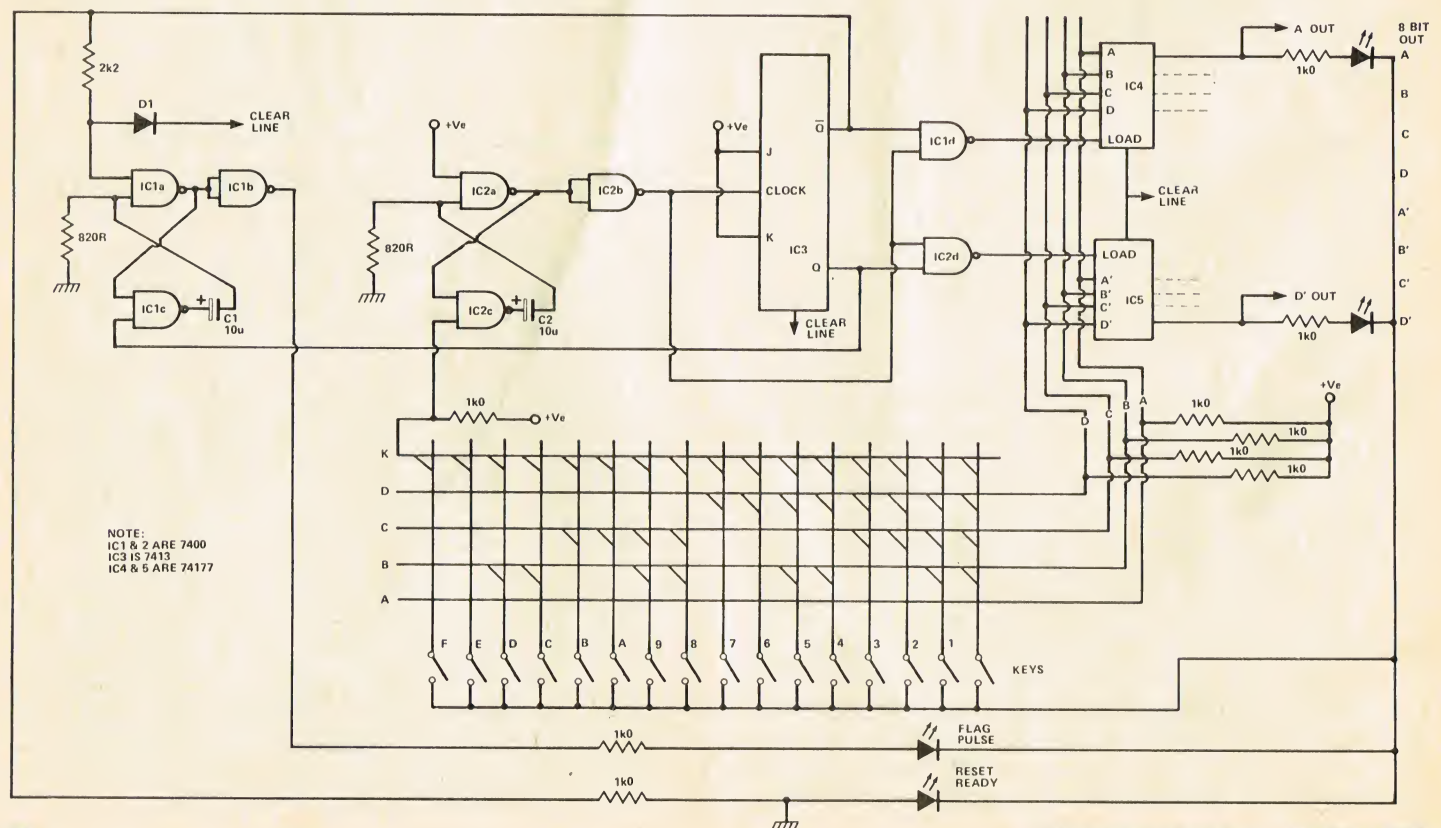 2k2
D1
CLEAR
LINE
IC1a
IC1b
820R
IC1c
+
C1
10u
+Ve
IC2a
IC2b
820R
IC2c
+
C2
10u
+Ve
J
CLOCK
K
IC3
Q̅
Q
CLEAR
LINE
IC1d
IC2d
A
B
C
D
IC4
LOAD
CLEAR
LINE
LOAD
A'
B'
C'
D'
IC5
A OUT
1k0
D' OUT
1k0
8 BIT
OUT
A
B
C
D
A'
B'
C'
D'
+Ve
1k0
1k0
1k0
1k0
D
C
B
A
1k0
+Ve
K
D
C
B
A
NOTE:
IC1 & 2 ARE 7400
IC3 IS 7413
IC4 & 5 ARE 74177
F E D C B A 9 8 7 6 5 4 3 2 1
KEYS
1k0
FLAG
PULSE
1k0
RESET
READY